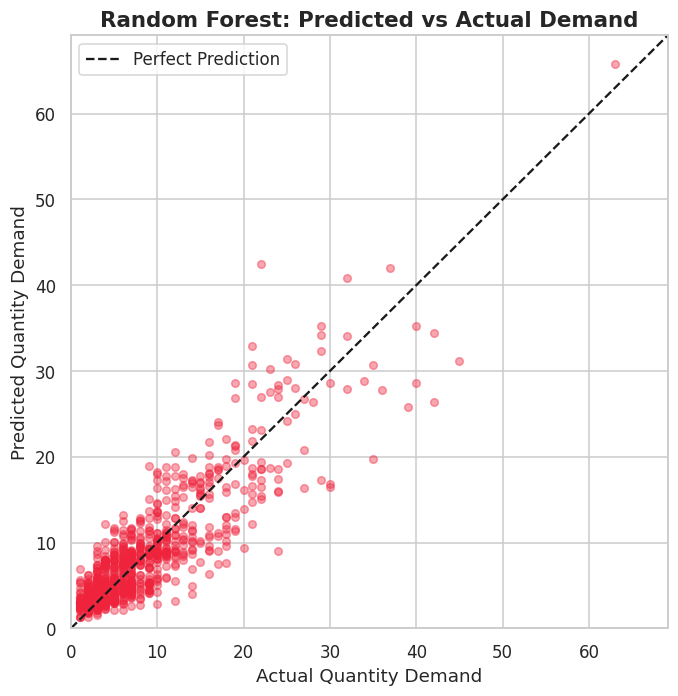 Random Forest: Predicted vs Actual Demand
Perfect Prediction
Predicted Quantity Demand
60
50
40
30
20
10
0
0 10 20 30 40 50 60
Actual Quantity Demand